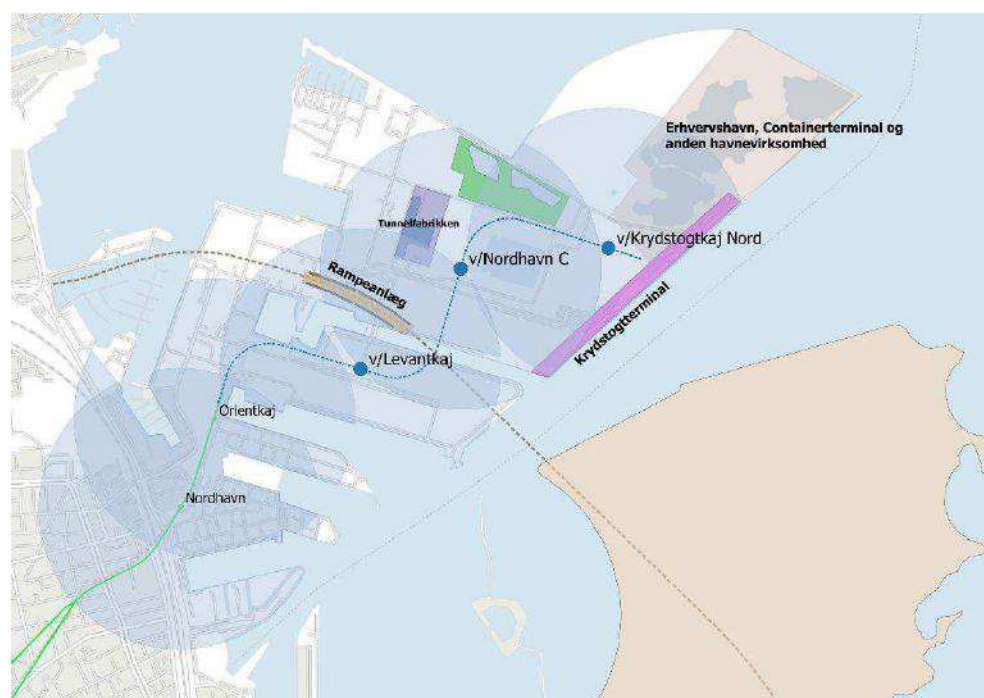 Erhvervshavn, Containerterminal og
anden havnevirksomhed
Tunnelfabrikken
v/Krydstogtkaj Nord
v/Nordhavn C
Rampeanlæg
Krydstogtterminal
v/Levantkaj
Orientkaj
Nordhavn